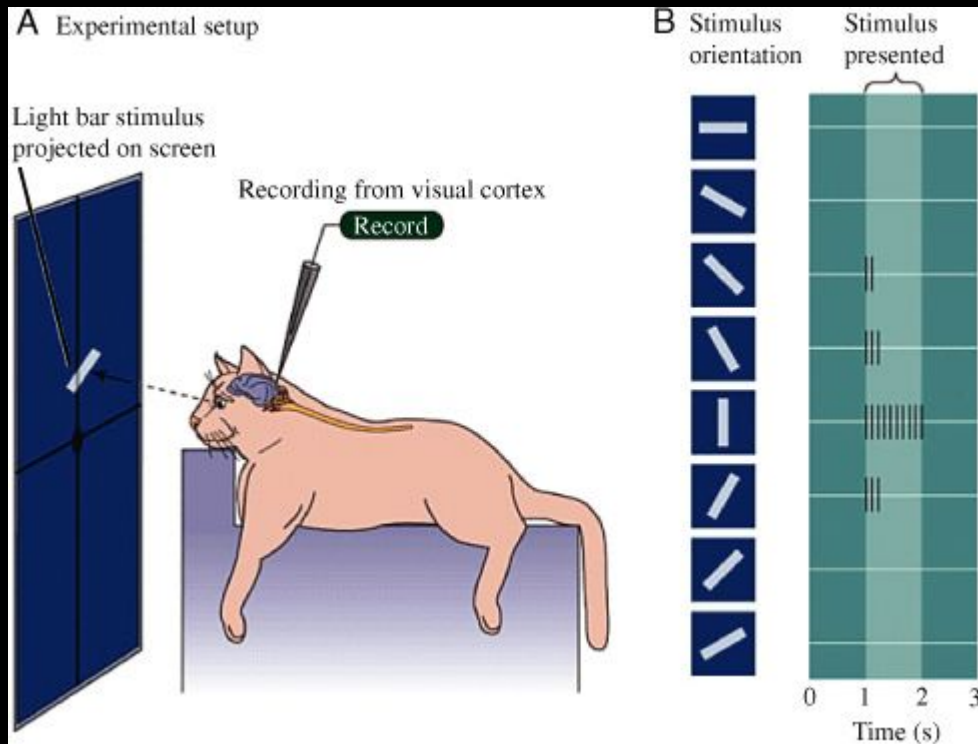 A Experimental setup
Light bar stimulus
projected on screen
Recording from visual cortex
Record
B Stimulus
orientation
Stimulus
presented
0 1 2 3
Time (s)